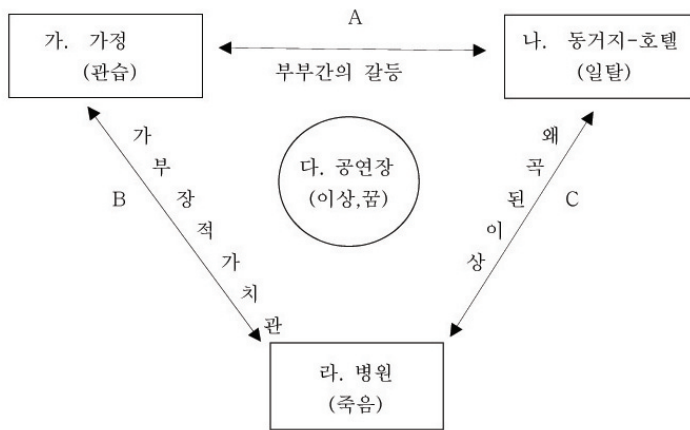 A
가. 가정
(관습)
나. 동거지-호텔
(일탈)
부부간의 갈등
다. 공연장
(이상,꿈)
B
가부장적가치관
C
왜곡된이상
라. 병원
(죽음)